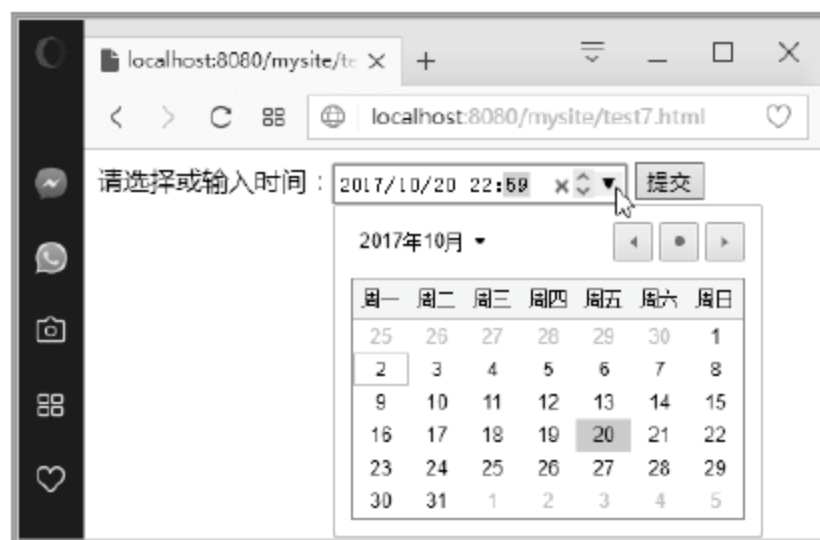 localhost:8080/mysite/te
localhost:8080/mysite/test7.html
请选择或输入时间： 2017/10/20 22:59 提交
2017年10月
周一 周二 周三 周四 周五 周六 周日
25 26 27 28 29 30 1
2 3 4 5 6 7 8
9 10 11 12 13 14 15
16 17 18 19 20 21 22
23 24 25 26 27 28 29
30 31 1 2 3 4 5